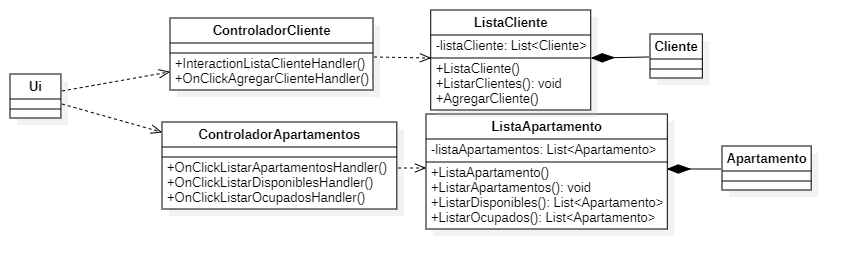 Ui
ControladorCliente
+InteractionListaClienteHandler()
+OnClickAgregarClienteHandler()
ListaCliente
-listaCliente: List<Cliente>
+ListaCliente()
+ListarClientes(): void
+AgregarCliente()
Cliente
ControladorApartamentos
+OnClickListarApartamentosHandler()
+OnClickListarDisponiblesHandler()
+OnClickListarOcupadosHandler()
ListaApartamento
-listaApartamentos: List<Apartamento>
+ListaApartamento()
+ListarApartamentos(): void
+ListarDisponibles(): List<Apartamento>
+ListarOcupados(): List<Apartamento>
Apartamento